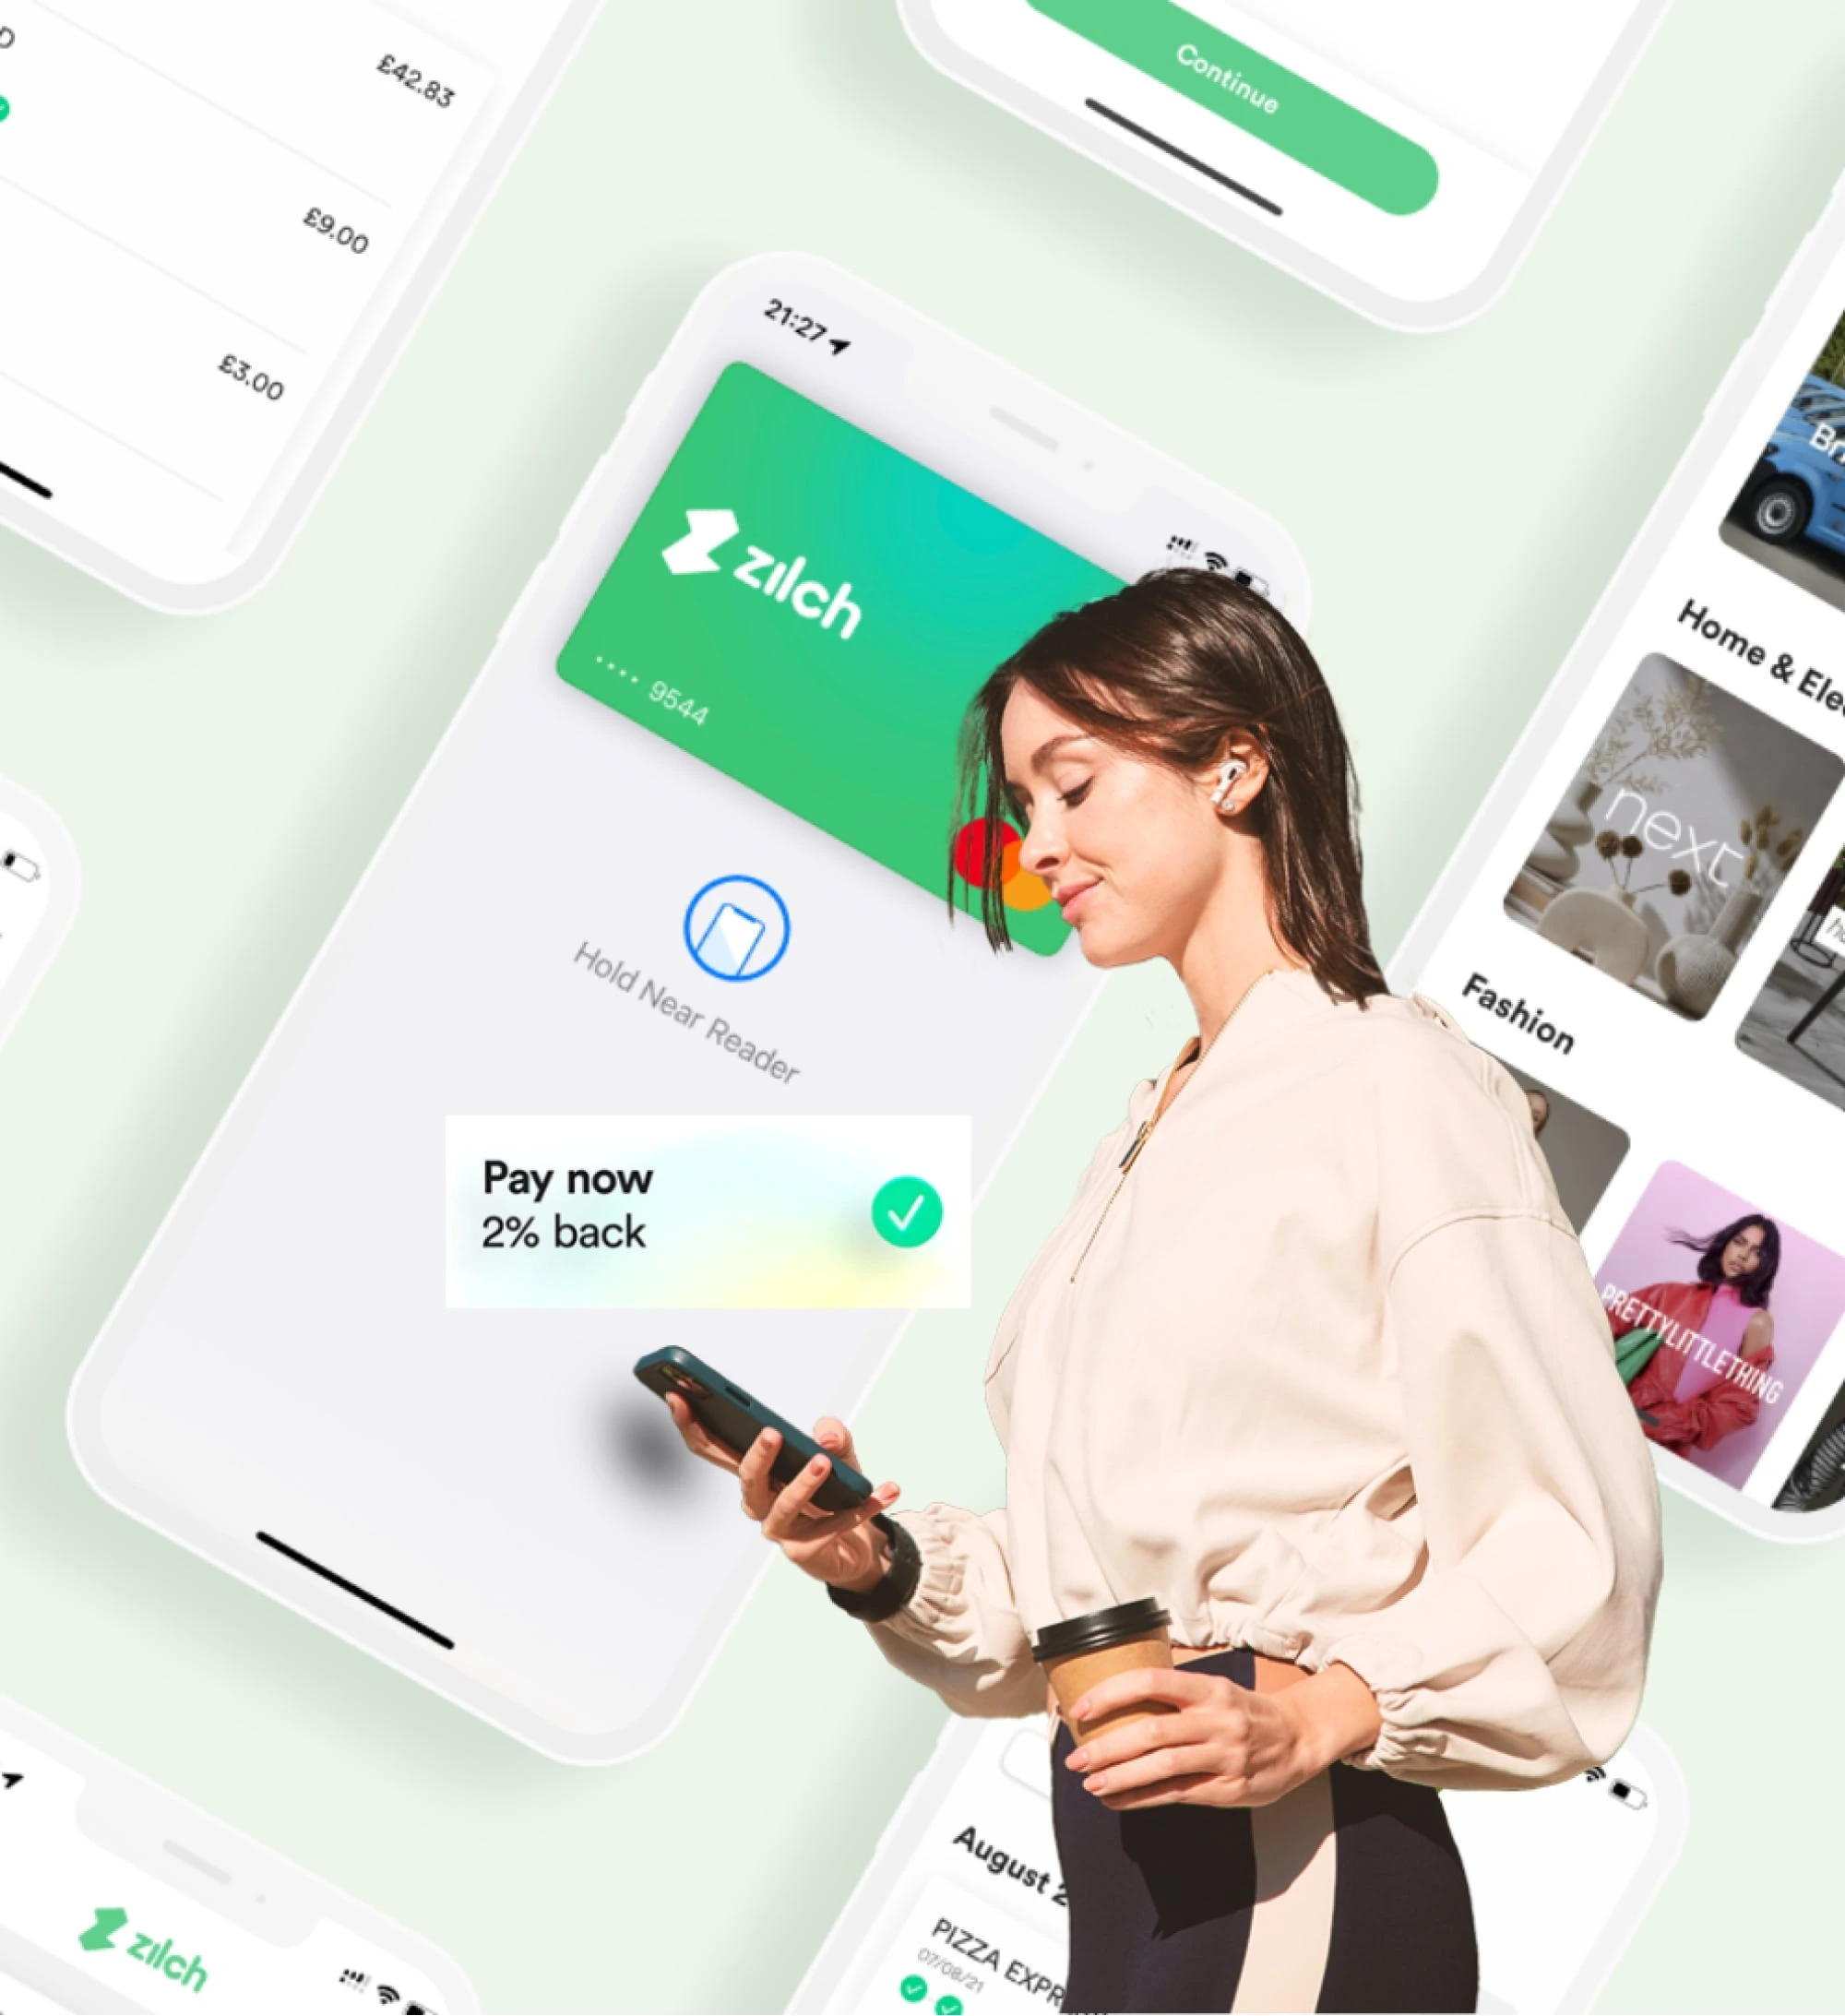 £42.83
£9.00
£3.00
Continue
21:27
zilch
.... 9544
Hold Near Reader
Pay now
2% back
Home & Ele
next
Fashion
PRETTYLITTLETHING
August 2
PIZZA EXPR
07/08/21
zilch